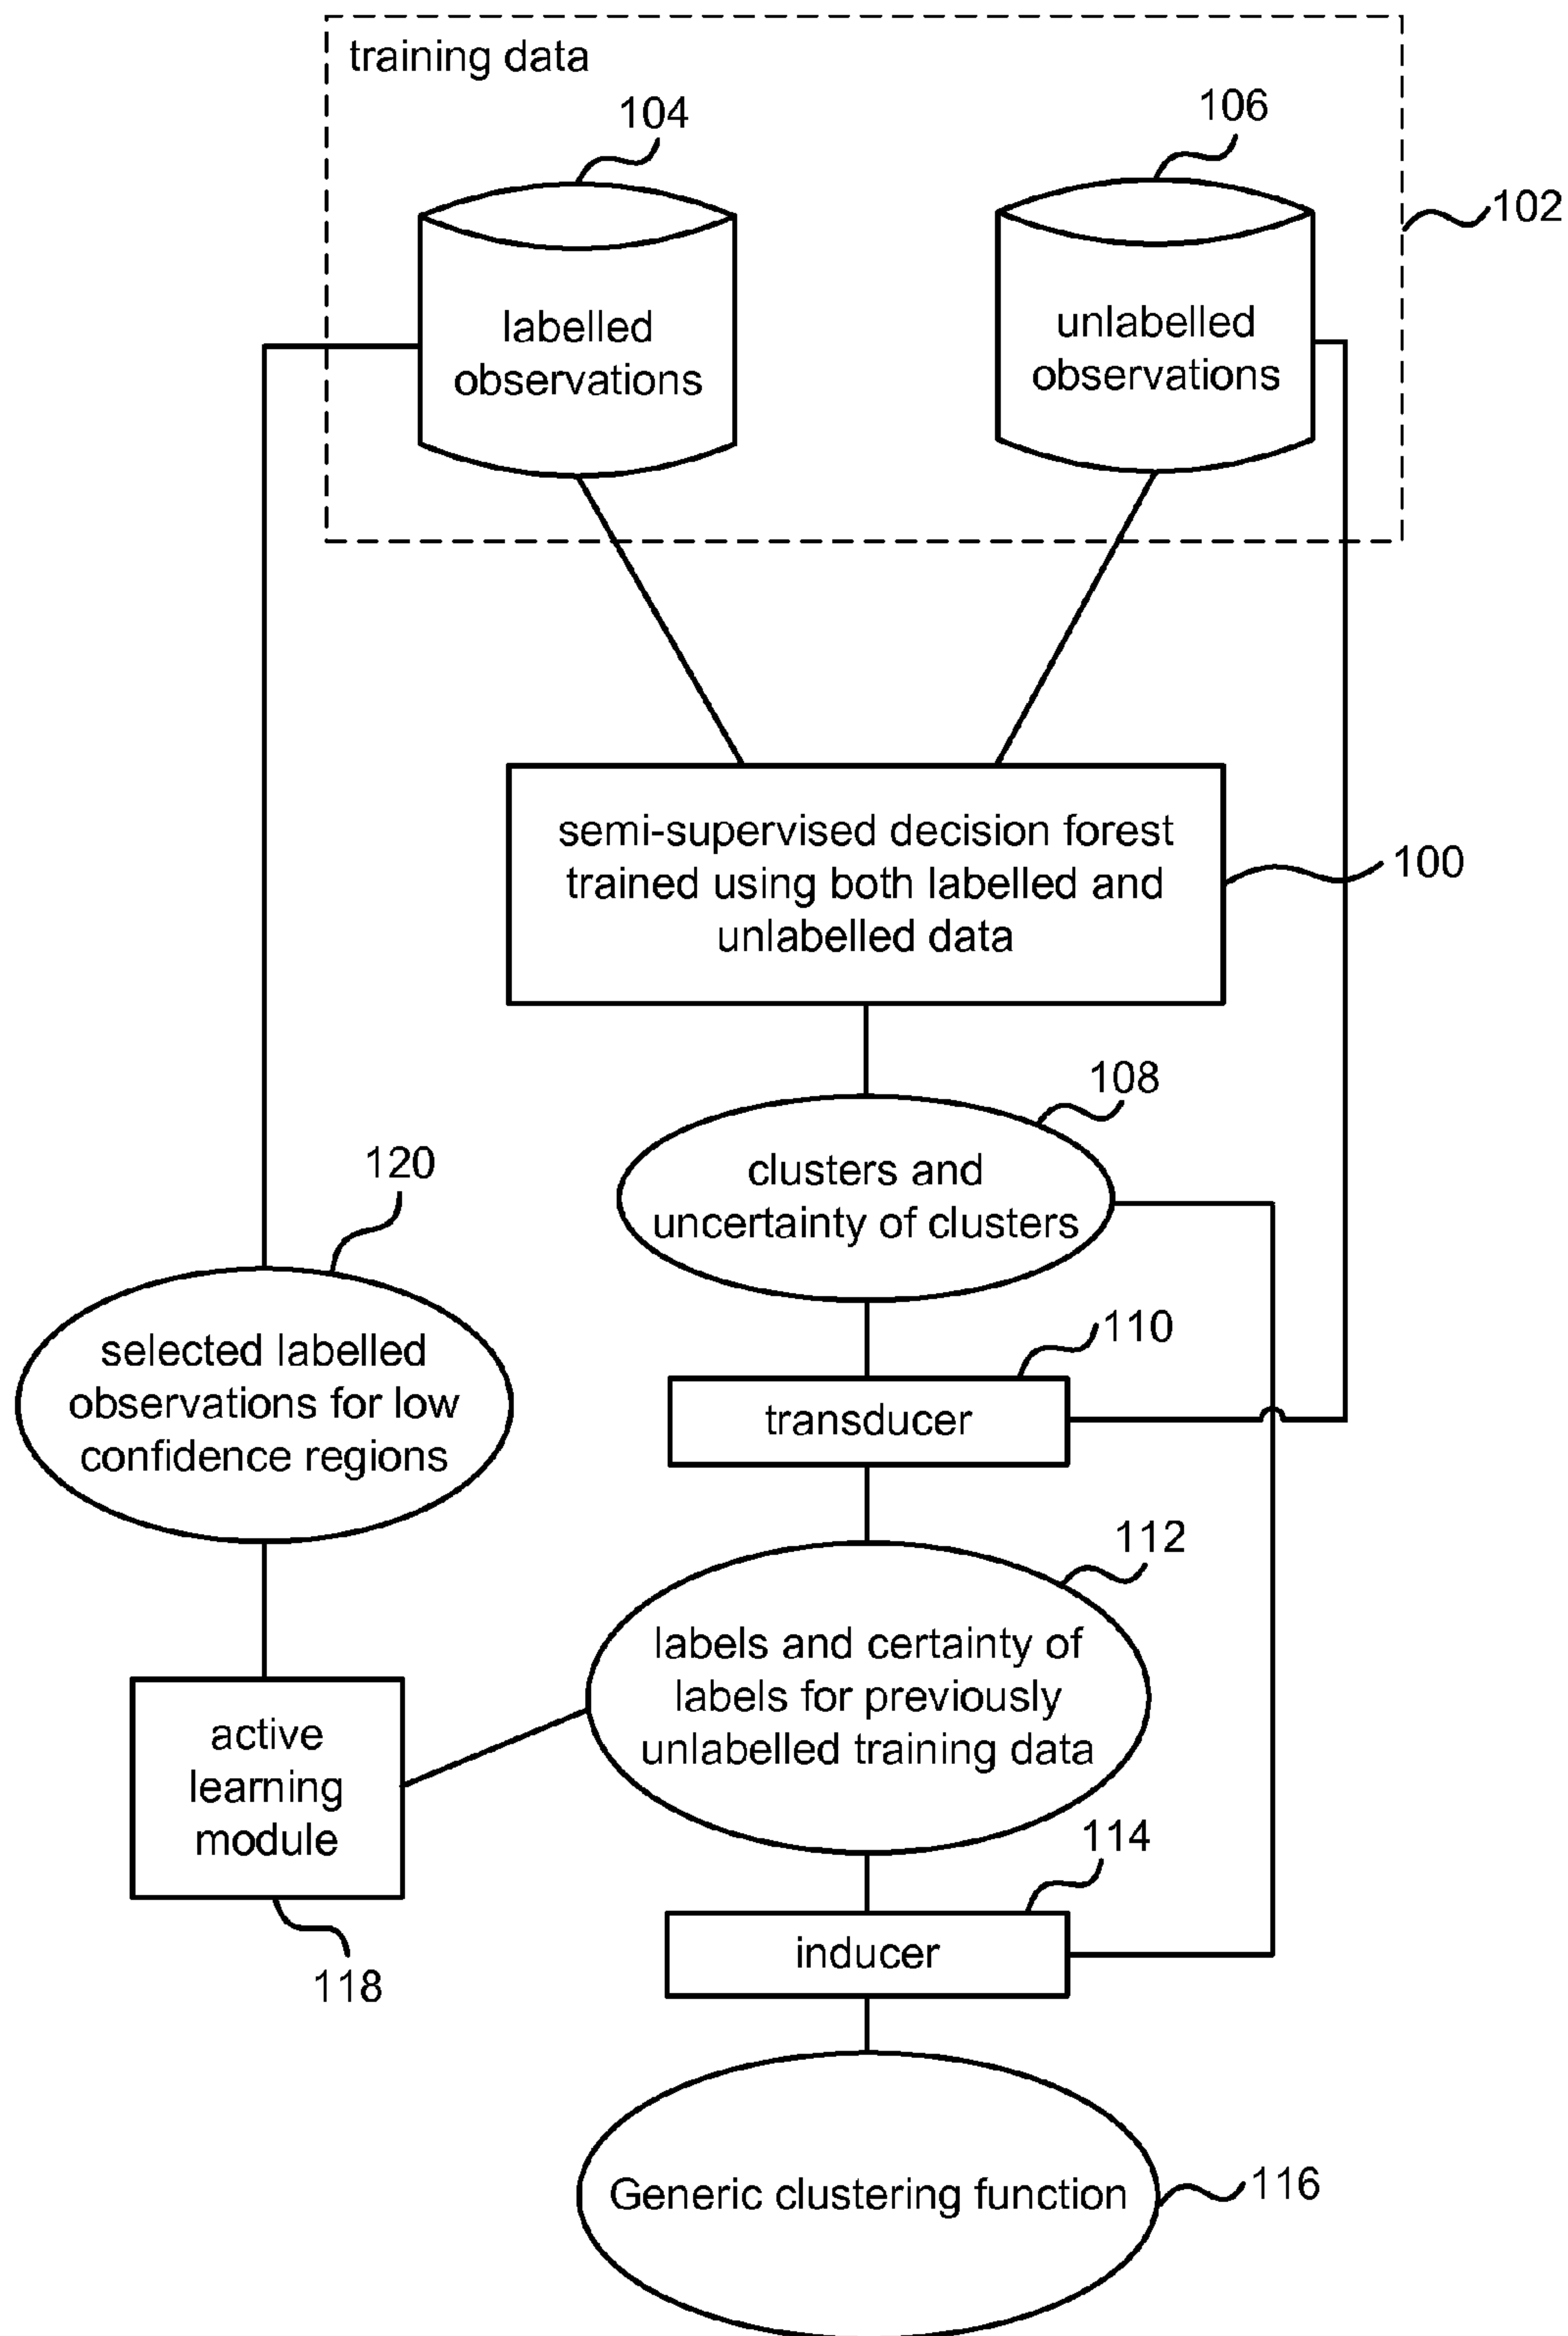 training data
104
106
102
labelled
observations
unlabelled
observations
semi-supervised decision forest
trained using both labelled and
unlabelled data
100
108
clusters and
uncertainty of clusters
120
selected labelled
observations for low
confidence regions
110
transducer
112
labels and certainty of
labels for previously
unlabelled training data
active
learning
module
118
114
inducer
Generic clustering function
116